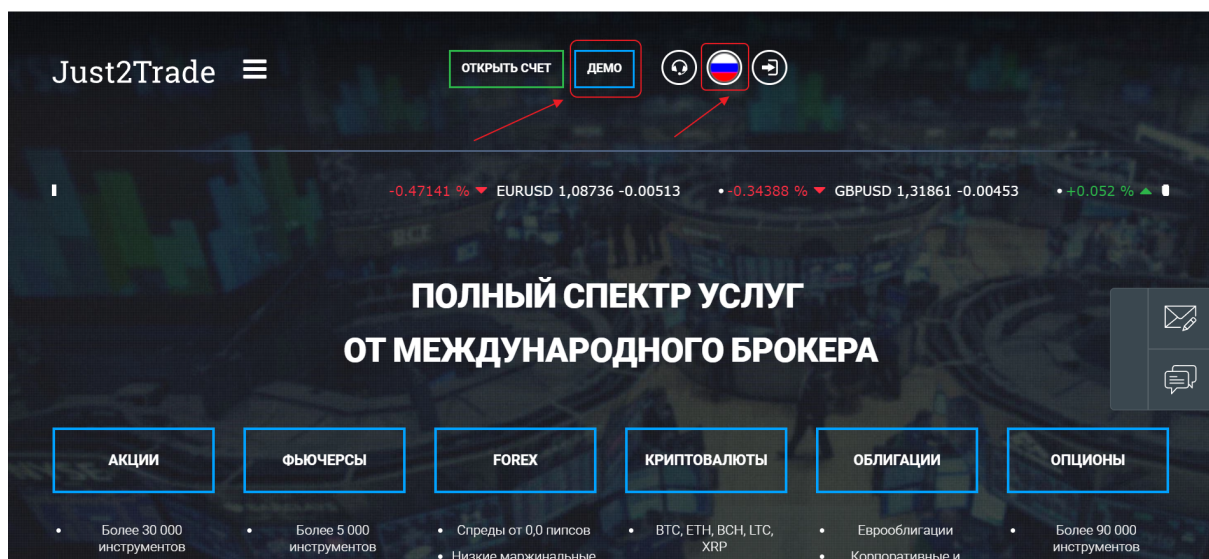 Just2Trade
ОТКРЫТЬ СЧЕТ
ДЕМО
-0.47141 % EURUSD 1,08736 -0.00513 • -0.34388 % GBPUSD 1,31861 -0.00453 • +0.052 %
ПОЛНЫЙ СПЕКТР УСЛУГ
ОТ МЕЖДУНАРОДНОГО БРОКЕРА
АКЦИИ
ФЬЮЧЕРСЫ
FOREX
КРИПТОВАЛЮТЫ
ОБЛИГАЦИИ
ОПЦИОНЫ
• Более 30 000
инструментов
• Более 5 000
инструментов
• Спреды от 0,0 пипсов
• Низкие маржинальные
• BTC, ETH, BCH, LTC,
XRP
• Еврооблигации
• Корпоративные и
• Более 90 000
инструментов